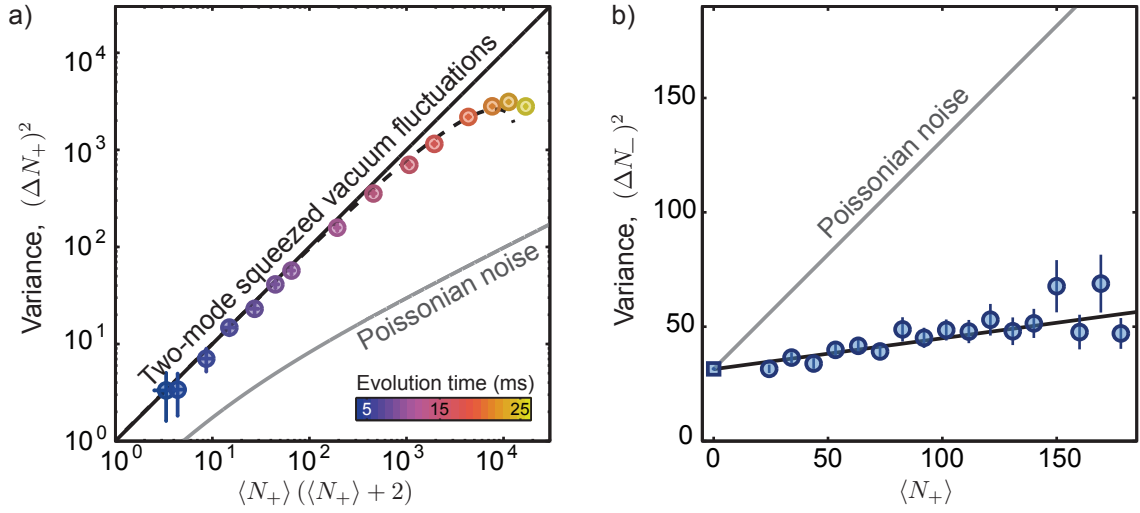 a)
Variance, (ΔN₊)²
10⁴
10³
10²
10¹
10⁰
Two-mode squeezed vacuum fluctuations
Poissonian noise
Evolution time (ms)
5 15 25
10⁰ 10¹ 10² 10³ 10⁴
⟨N₊⟩(⟨N₊⟩ + 2)
b)
Variance, (ΔN₋)²
150
100
50
0
Poissonian noise
0 50 100 150
⟨N₊⟩